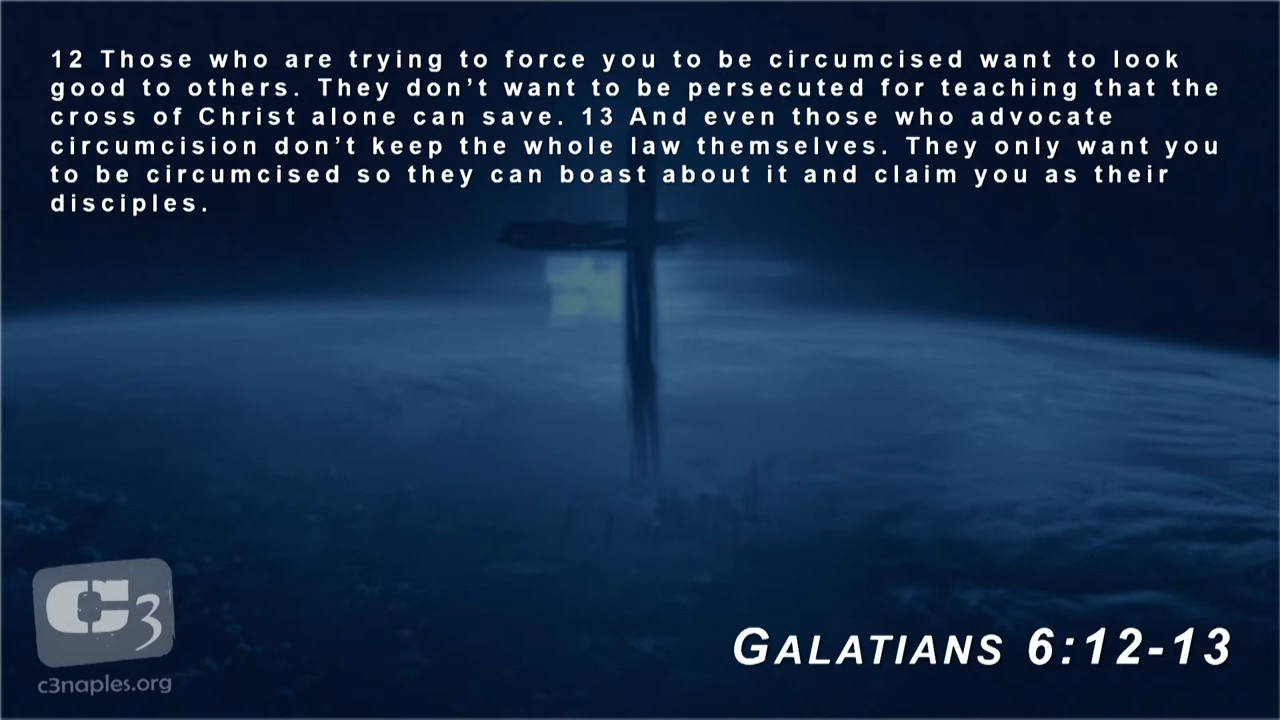 12 Those who are trying to force you to be circumcised want to look
good to others. They don’t want to be persecuted for teaching that the
cross of Christ alone can save. 13 And even those who advocate
circumcision don’t keep the whole law themselves. They only want you
to be circumcised so they can boast about it and claim you as their
disciples.
C3
c3naples.org
GALATIANS 6:12-13